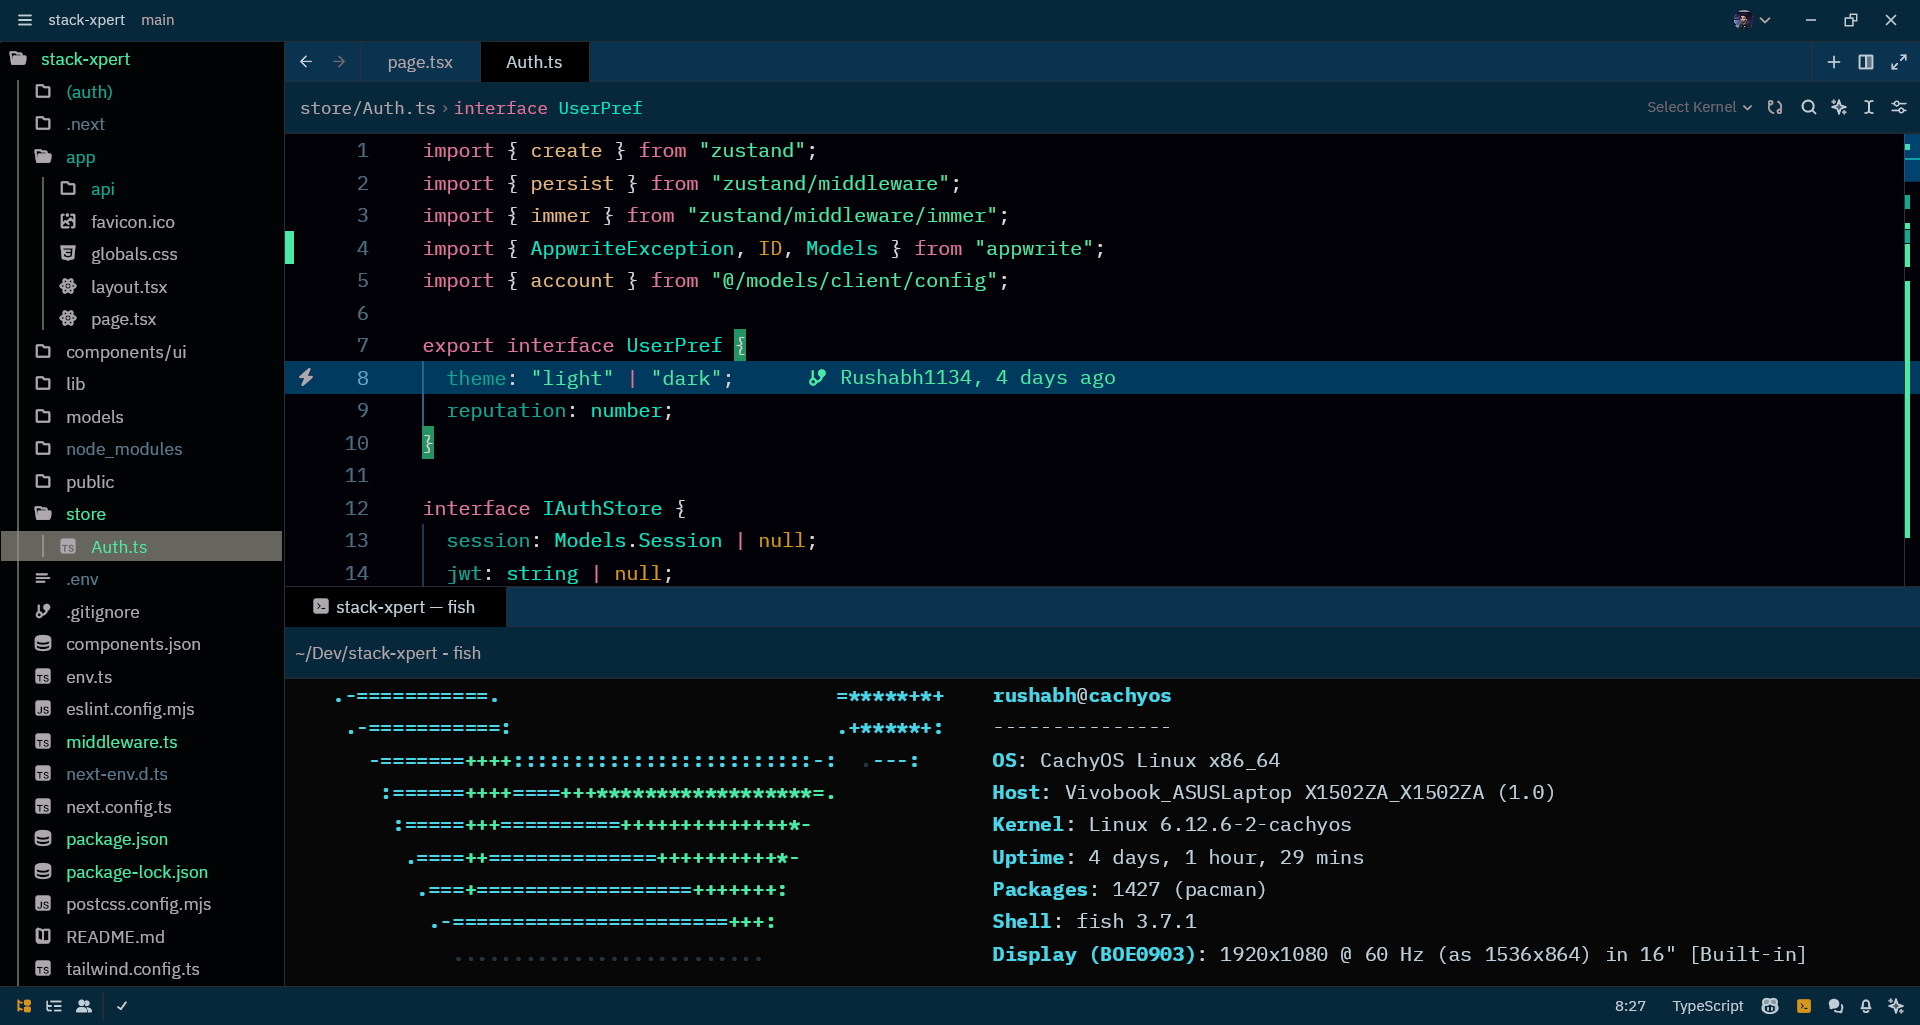 stack-xpert main
stack-xpert
(auth)
.next
app
api
favicon.ico
globals.css
layout.tsx
page.tsx
components/ui
lib
models
node_modules
public
store
Auth.ts
.env
.gitignore
components.json
env.ts
eslint.config.mjs
middleware.ts
next-env.d.ts
next.config.ts
package.json
package-lock.json
postcss.config.mjs
README.md
tailwind.config.ts
page.tsx Auth.ts
store/Auth.ts › interface UserPref Select Kernel
1 import { create } from "zustand";
2 import { persist } from "zustand/middleware";
3 import { immer } from "zustand/middleware/immer";
4 import { AppwriteException, ID, Models } from "appwrite";
5 import { account } from "@/models/client/config";
6
7 export interface UserPref {
8 theme: "light" | "dark"; Rushabh1134, 4 days ago
9 reputation: number;
10 }
11
12 interface IAuthStore {
13 session: Models.Session | null;
14 jwt: string | null;
stack-xpert — fish
~/Dev/stack-xpert - fish
rushabh@cachyos
---------------
OS: CachyOS Linux x86_64
Host: Vivobook_ASUSLaptop X1502ZA_X1502ZA (1.0)
Kernel: Linux 6.12.6-2-cachyos
Uptime: 4 days, 1 hour, 29 mins
Packages: 1427 (pacman)
Shell: fish 3.7.1
Display (BOE0903): 1920x1080 @ 60 Hz (as 1536x864) in 16" [Built-in]
8:27 TypeScript